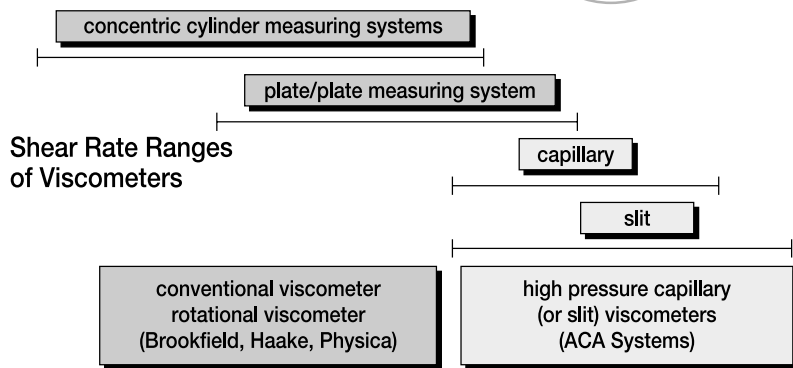 concentric cylinder measuring systems
plate/plate measuring system
Shear Rate Ranges
of Viscometers
capillary
slit
conventional viscometer
rotational viscometer
(Brookfield, Haake, Physica)
high pressure capillary
(or slit) viscometers
(ACA Systems)